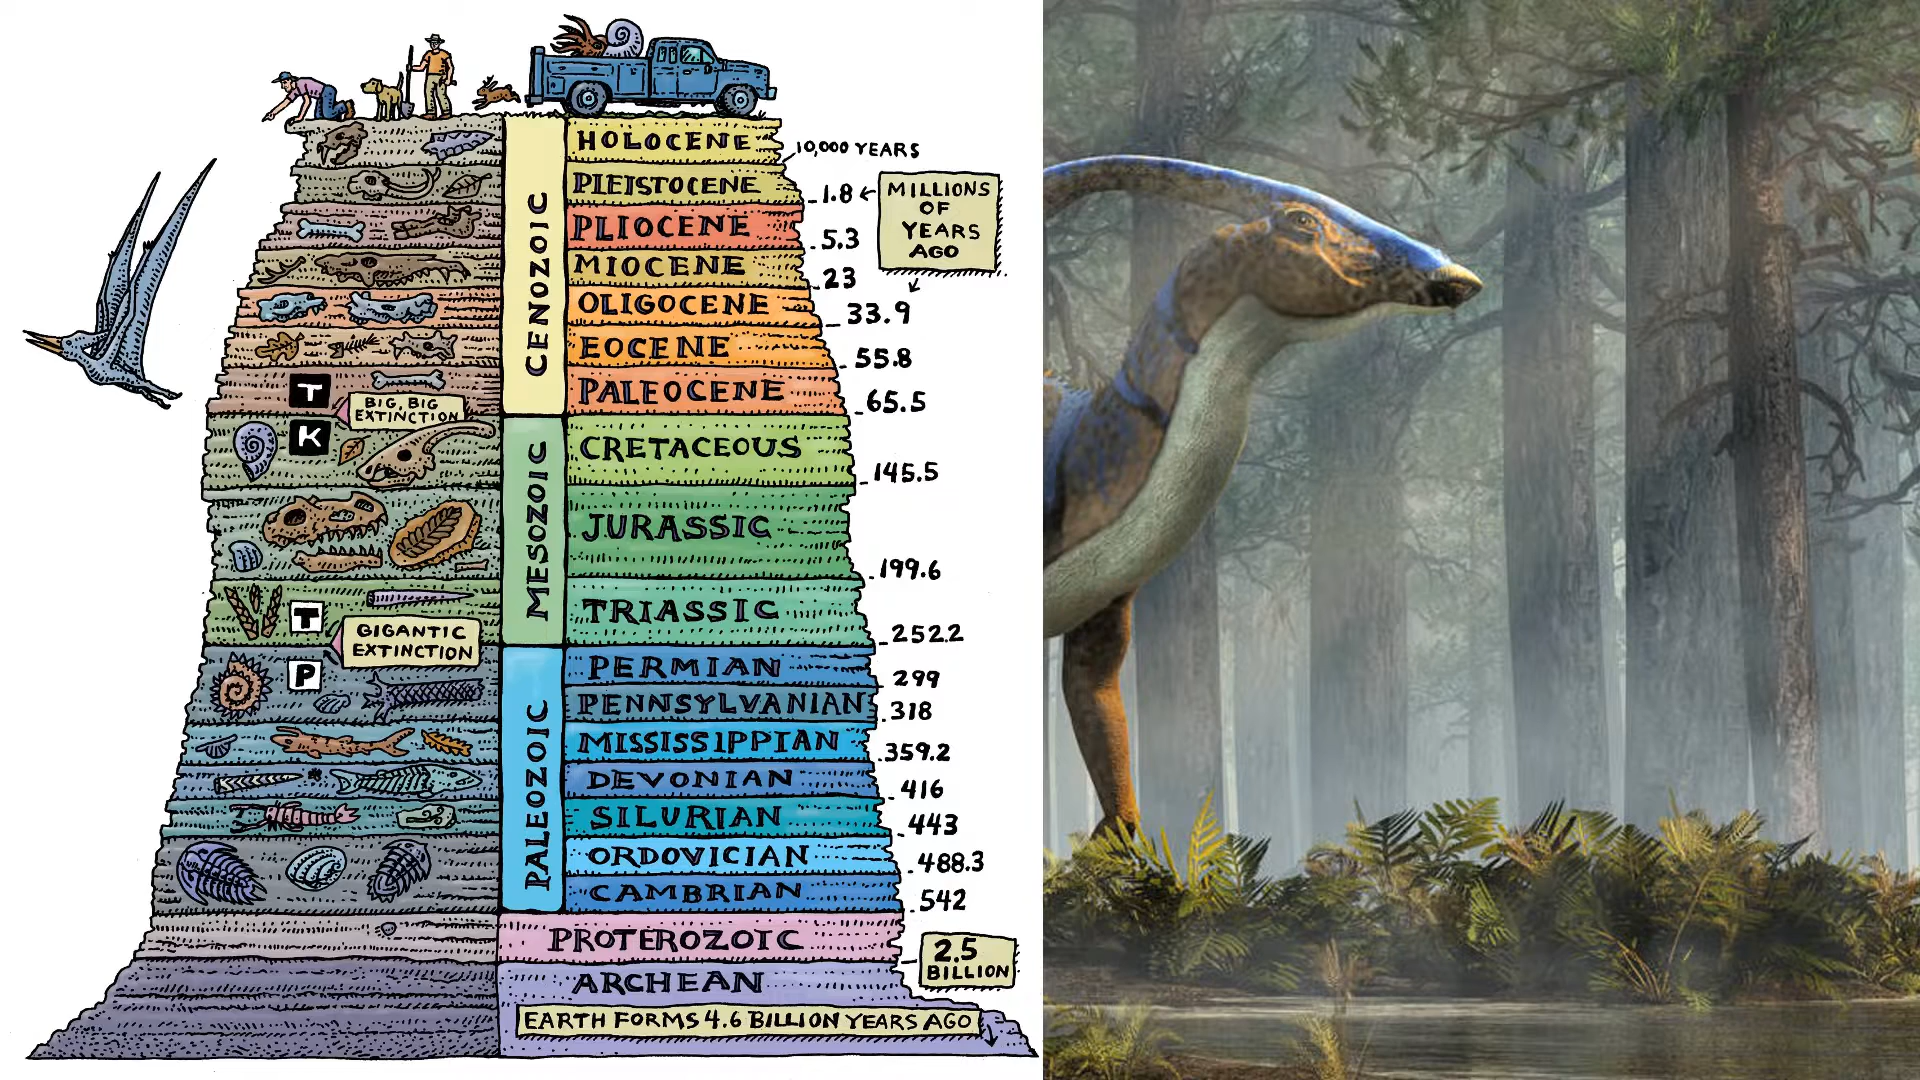 HOLOCENE
10,000 YEARS
PLEISTOCENE
1.8
MILLIONS
OF
YEARS
AGO
PLIOCENE
5.3
MIOCENE
23
OLIGOCENE
33.9
EOCENE
55.8
PALEOCENE
65.5
CENOZOIC
T
BIG, BIG
EXTINCTION
K
CRETACEOUS
145.5
JURASSIC
199.6
TRIASSIC
252.2
MESOZOIC
T
GIGANTIC
EXTINCTION
P
PERMIAN
299
PENNSYLVANIAN
318
MISSISSIPPIAN
359.2
DEVONIAN
416
SILURIAN
443
ORDOVICIAN
488.3
CAMBRIAN
542
PALEOZOIC
PROTEROZOIC
2.5
BILLION
ARCHEAN
EARTH FORMS 4.6 BILLION YEARS AGO